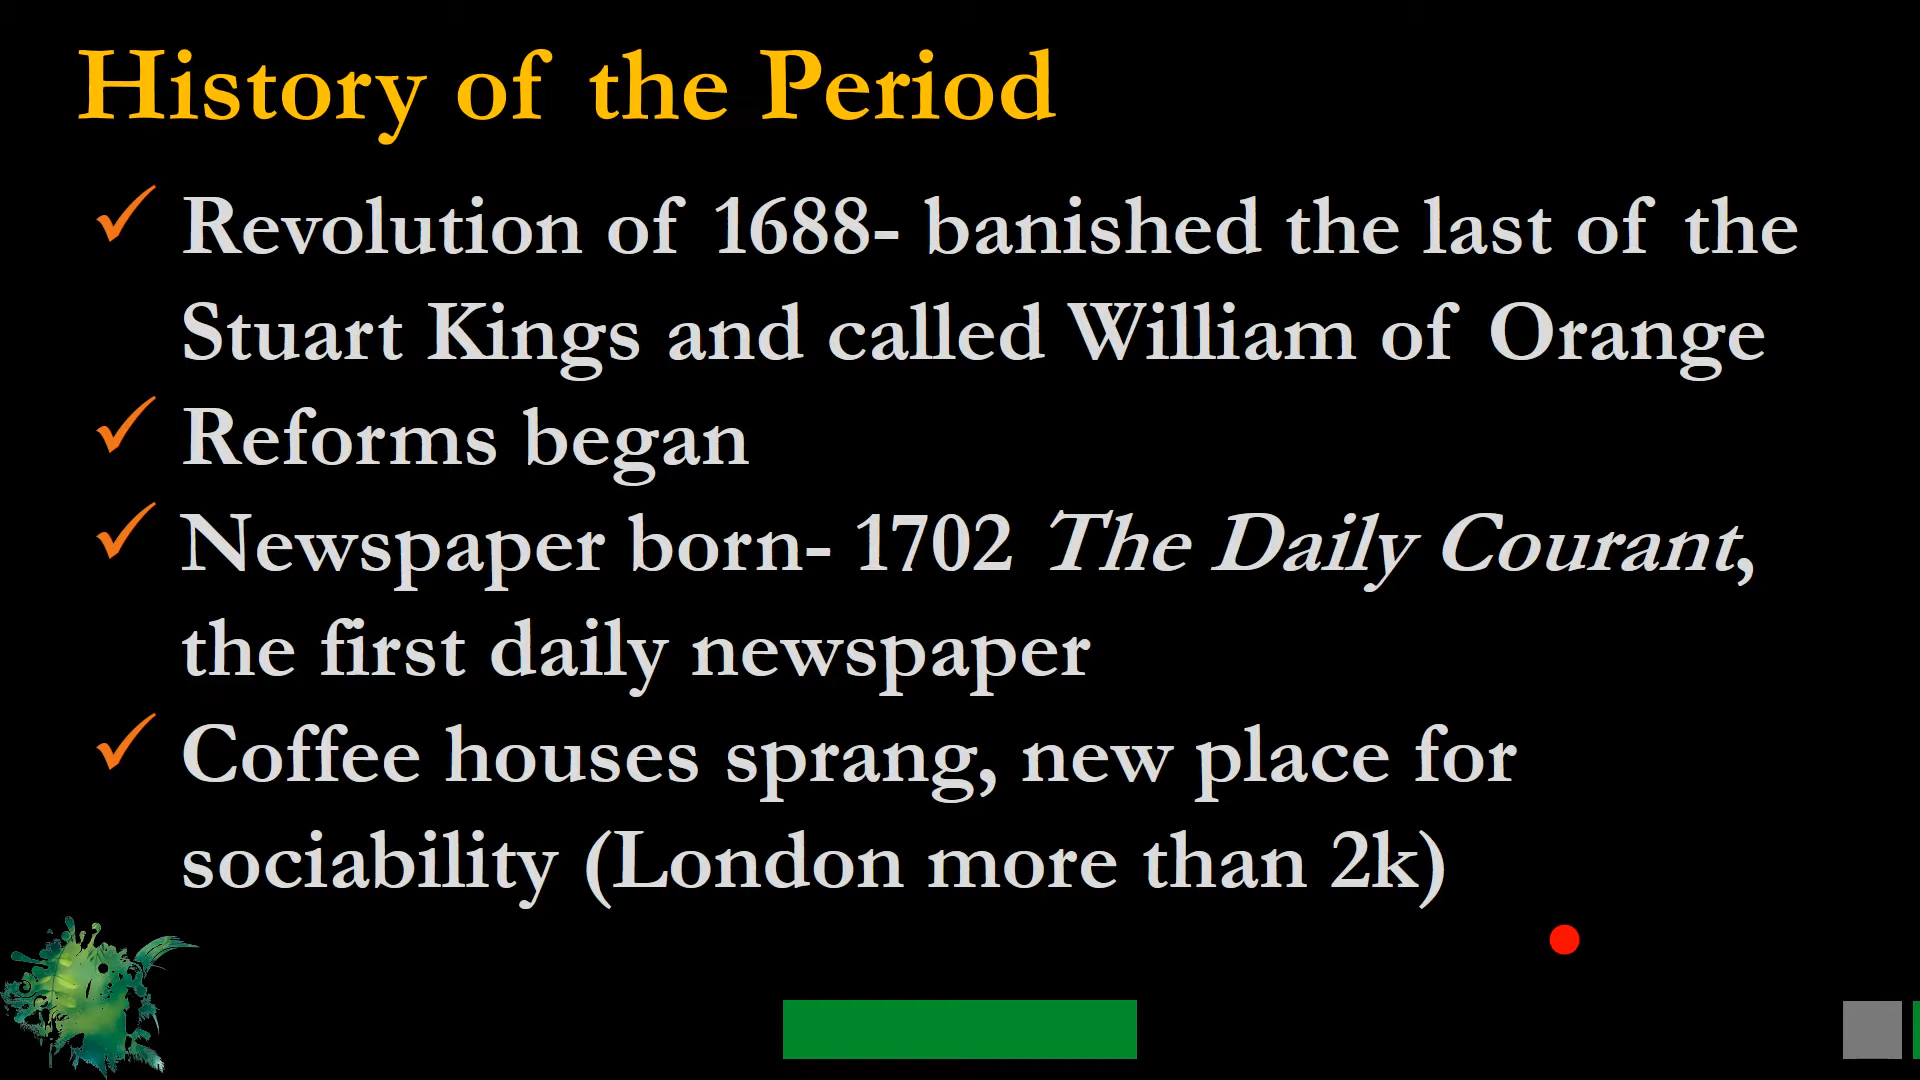 History of the Period
Revolution of 1688- banished the last of the
Stuart Kings and called William of Orange
Reforms began
Newspaper born- 1702 The Daily Courant,
the first daily newspaper
Coffee houses sprang, new place for
sociability (London more than 2k)